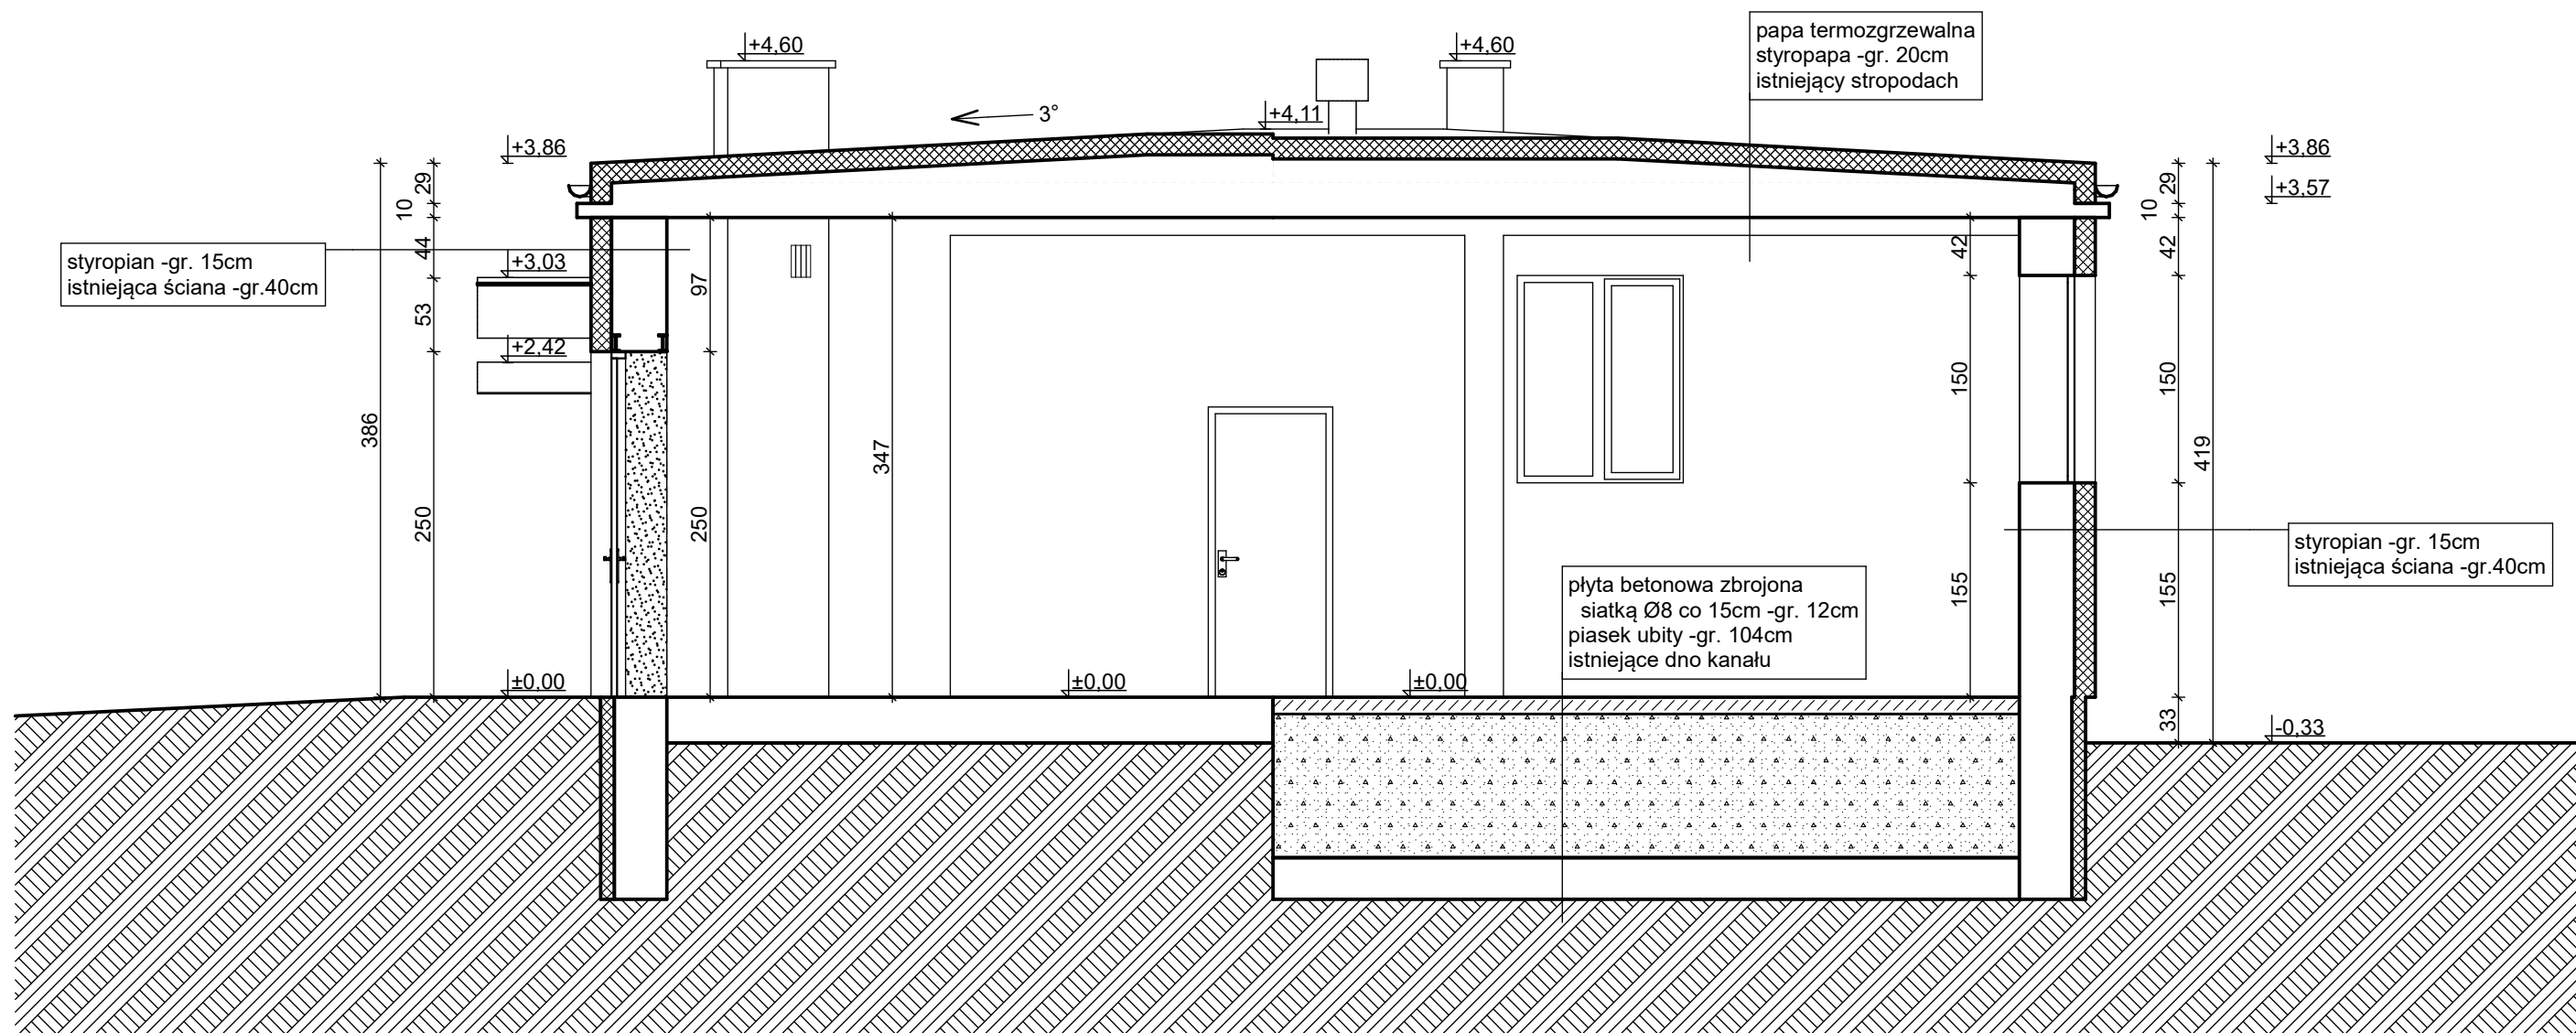 papa termozgrzewalna
styropapa -gr. 20cm
istniejący stropodach
+4,60
+4,60
3°
+4,11
+3,86
+3,86
+3,57
29
10
44
53
250
386
styropian -gr. 15cm
istniejąca ściana -gr.40cm
+3,03
+2,42
97
250
347
42
150
155
29
10
42
150
155
33
419
styropian -gr. 15cm
istniejąca ściana -gr.40cm
płyta betonowa zbrojona
siatką Ø8 co 15cm -gr. 12cm
piasek ubity -gr. 104cm
istniejące dno kanału
±0,00
±0,00
±0,00
-0,33